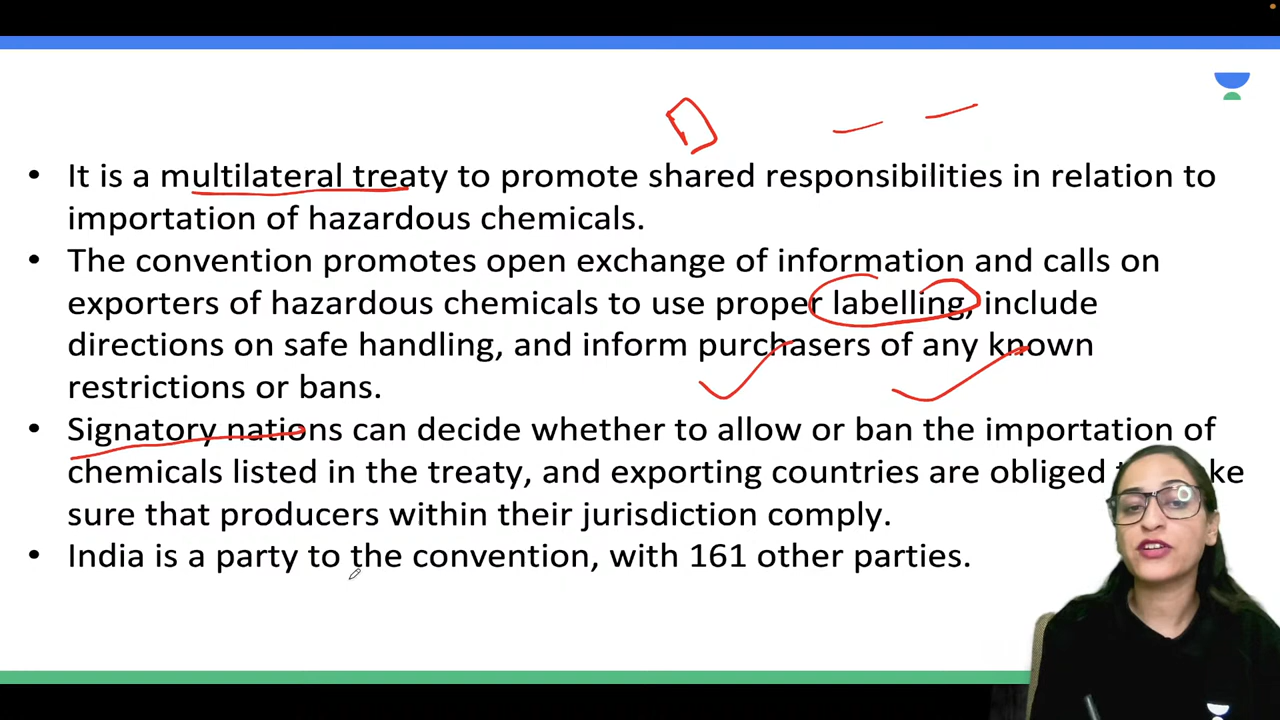 • It is a multilateral treaty to promote shared responsibilities in relation to
importation of hazardous chemicals.
• The convention promotes open exchange of information and calls on
exporters of hazardous chemicals to use proper labelling, include
directions on safe handling, and inform purchasers of any known
restrictions or bans.
• Signatory nations can decide whether to allow or ban the importation of
chemicals listed in the treaty, and exporting countries are obliged
sure that producers within their jurisdiction comply.
• India is a party to the convention, with 161 other parties.